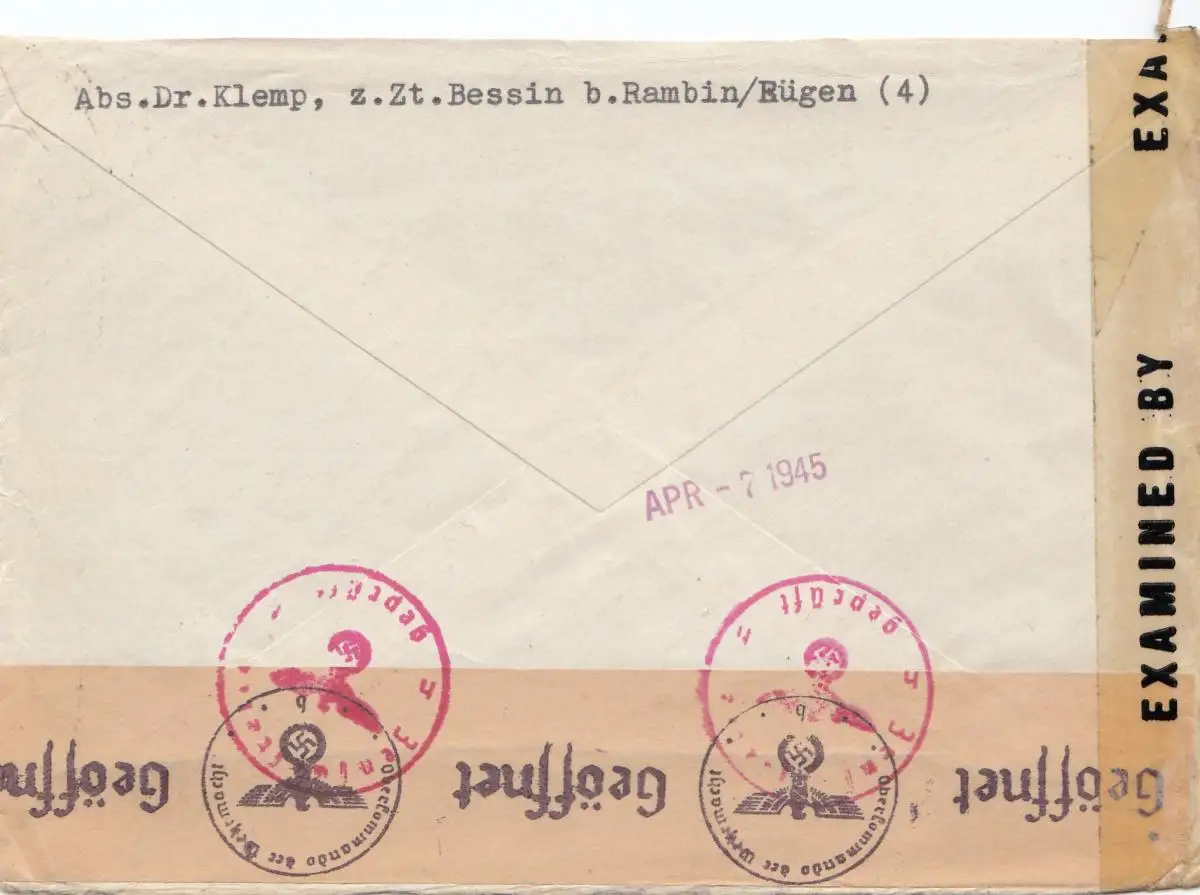 Abs.Dr.Klemp, z.Zt.Bessin b.Rambin/Rügen (4)
EXA
EXAMINED BY
APR - 7 1945
geprüft
geprüft
Geöffne
b
Oberkommando der Wehrmacht
Geöffnet
b
Oberkommando der Wehrmacht
Geöffnet